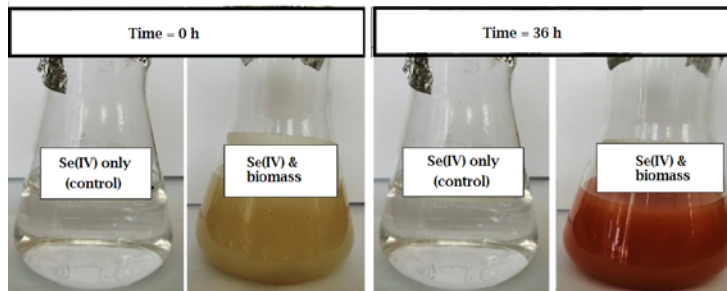 Time = 0 h
Time = 36 h
Se(IV) only
(control)
Se(IV) &
biomass
Se(IV) only
(control)
Se(IV) &
biomass